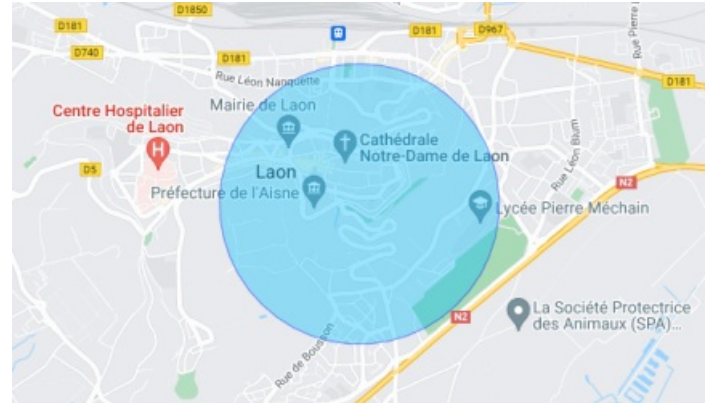 D1850
D181
D181
D967
D740
D181
Rue Léon Nanquette
Rue Pierre
D181
Mairie de Laon
Centre Hospitalier
de Laon
H
Cathédrale
Notre-Dame de Laon
D5
Laon
Préfecture de l'Aisne
Rue Léon Blum
N2
Lycée Pierre Méchain
La Société Protectrice
des Animaux (SPA)...
N2
Rue de Bousson